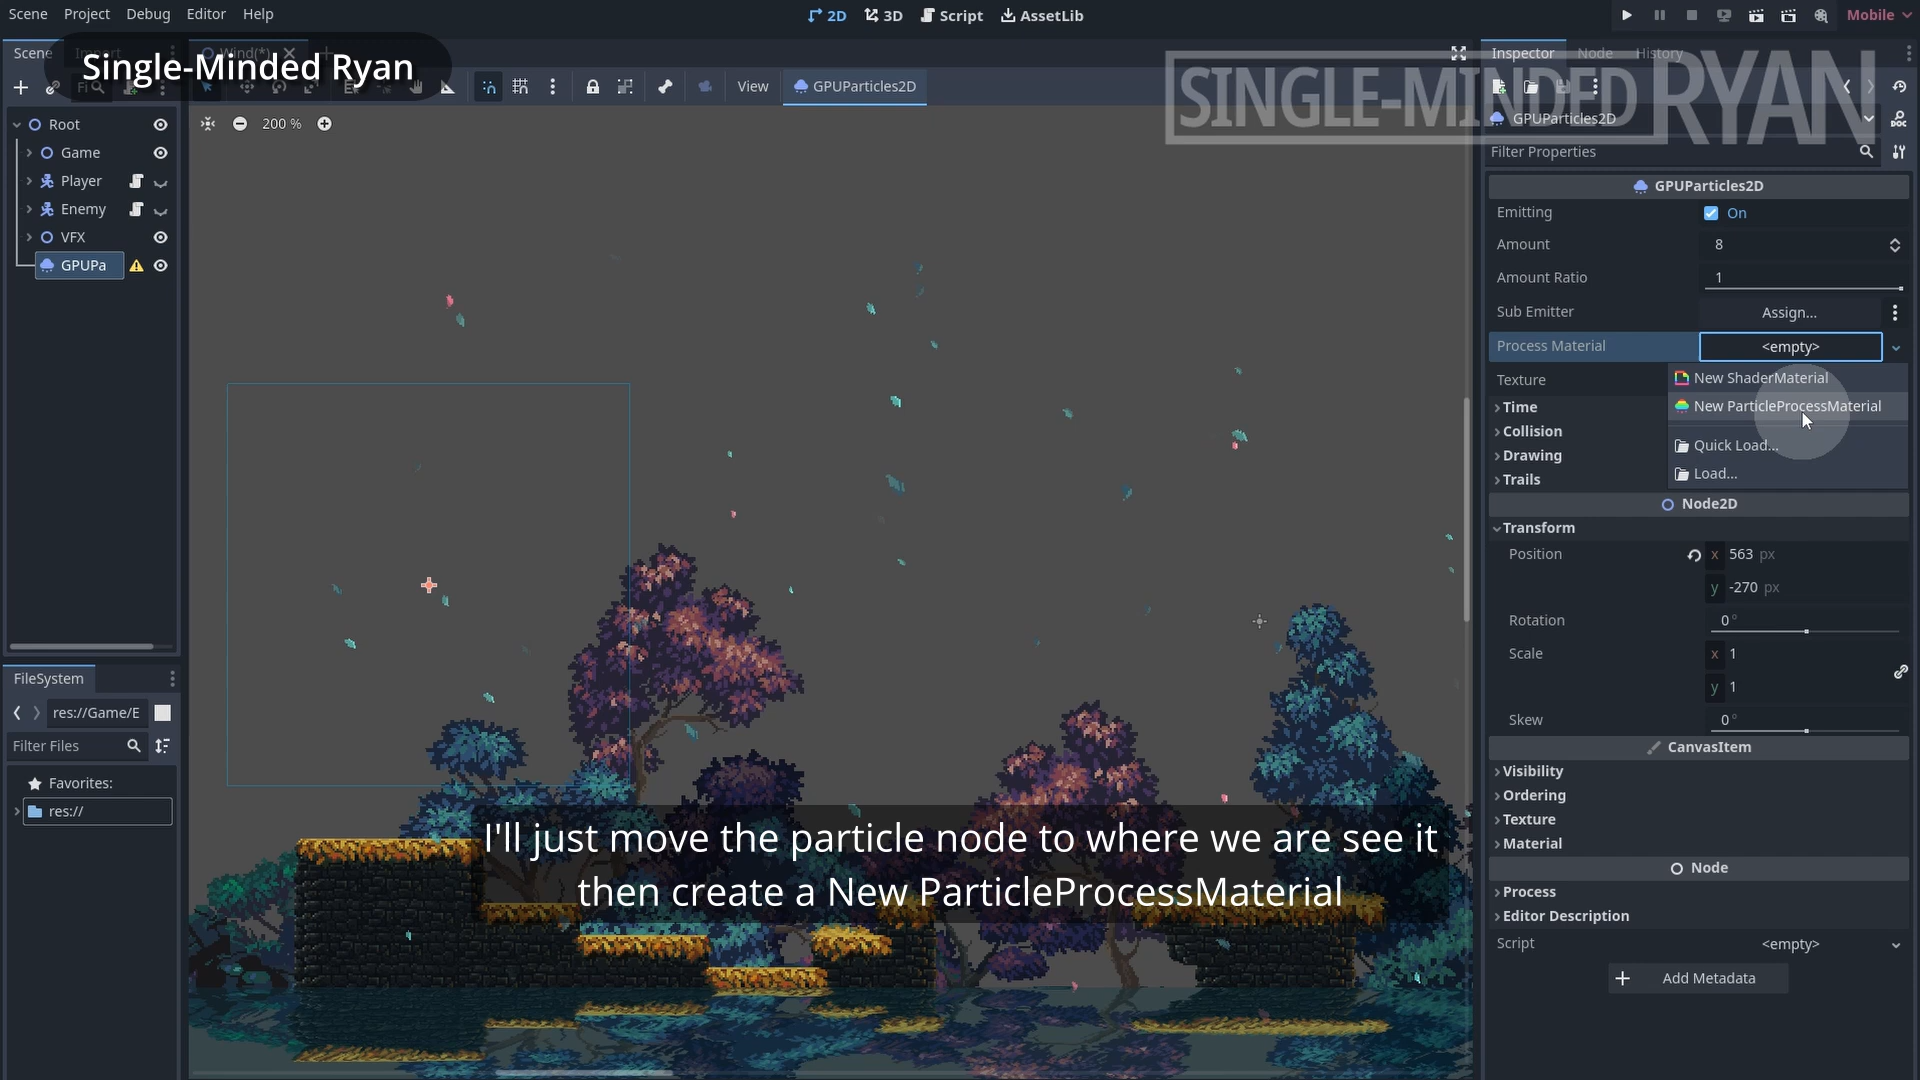 Scene Project Debug Editor Help
2D 3D Script AssetLib
Mobile
Scene Import
Wind(*)
Single-Minded Ryan
SINGLE-MINDED RYAN
View GPUParticles2D
200 %
Root
Game
Player
Enemy
VFX
GPUPa
FileSystem
res://Game/E
Filter Files
Favorites:
res://
I'll just move the particle node to where we are see it
then create a New ParticleProcessMaterial
Inspector Node History
GPUParticles2D
Filter Properties
GPUParticles2D
Emitting On
Amount 8
Amount Ratio 1
Sub Emitter Assign...
Process Material <empty>
New ShaderMaterial
New ParticleProcessMaterial
Quick Load...
Load...
Texture
Time
Collision
Drawing
Trails
Node2D
Transform
Position x 563 px
y -270 px
Rotation 0 °
Scale x 1
y 1
Skew 0 °
CanvasItem
Visibility
Ordering
Texture
Material
Node
Process
Editor Description
Script <empty>
Add Metadata